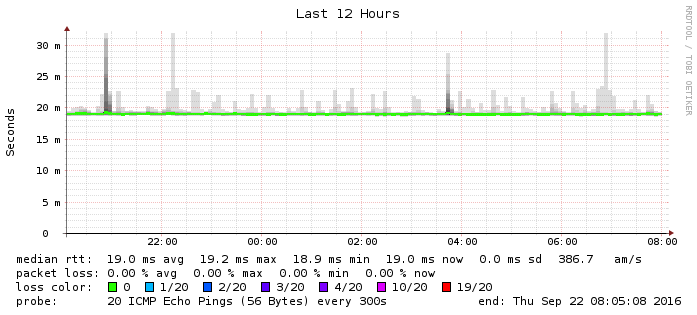 Last 12 Hours
RRDTOOL / TOBI OETIKER
Seconds
30 m
25 m
20 m
15 m
10 m
5 m
0
22:00 00:00 02:00 04:00 06:00 08:00
median rtt: 19.0 ms avg 19.2 ms max 18.9 ms min 19.0 ms now 0.0 ms sd 386.7 am/s
packet loss: 0.00 % avg 0.00 % max 0.00 % min 0.00 % now
loss color: 0 1/20 2/20 3/20 4/20 10/20 19/20
probe: 20 ICMP Echo Pings (56 Bytes) every 300s end: Thu Sep 22 08:05:08 2016